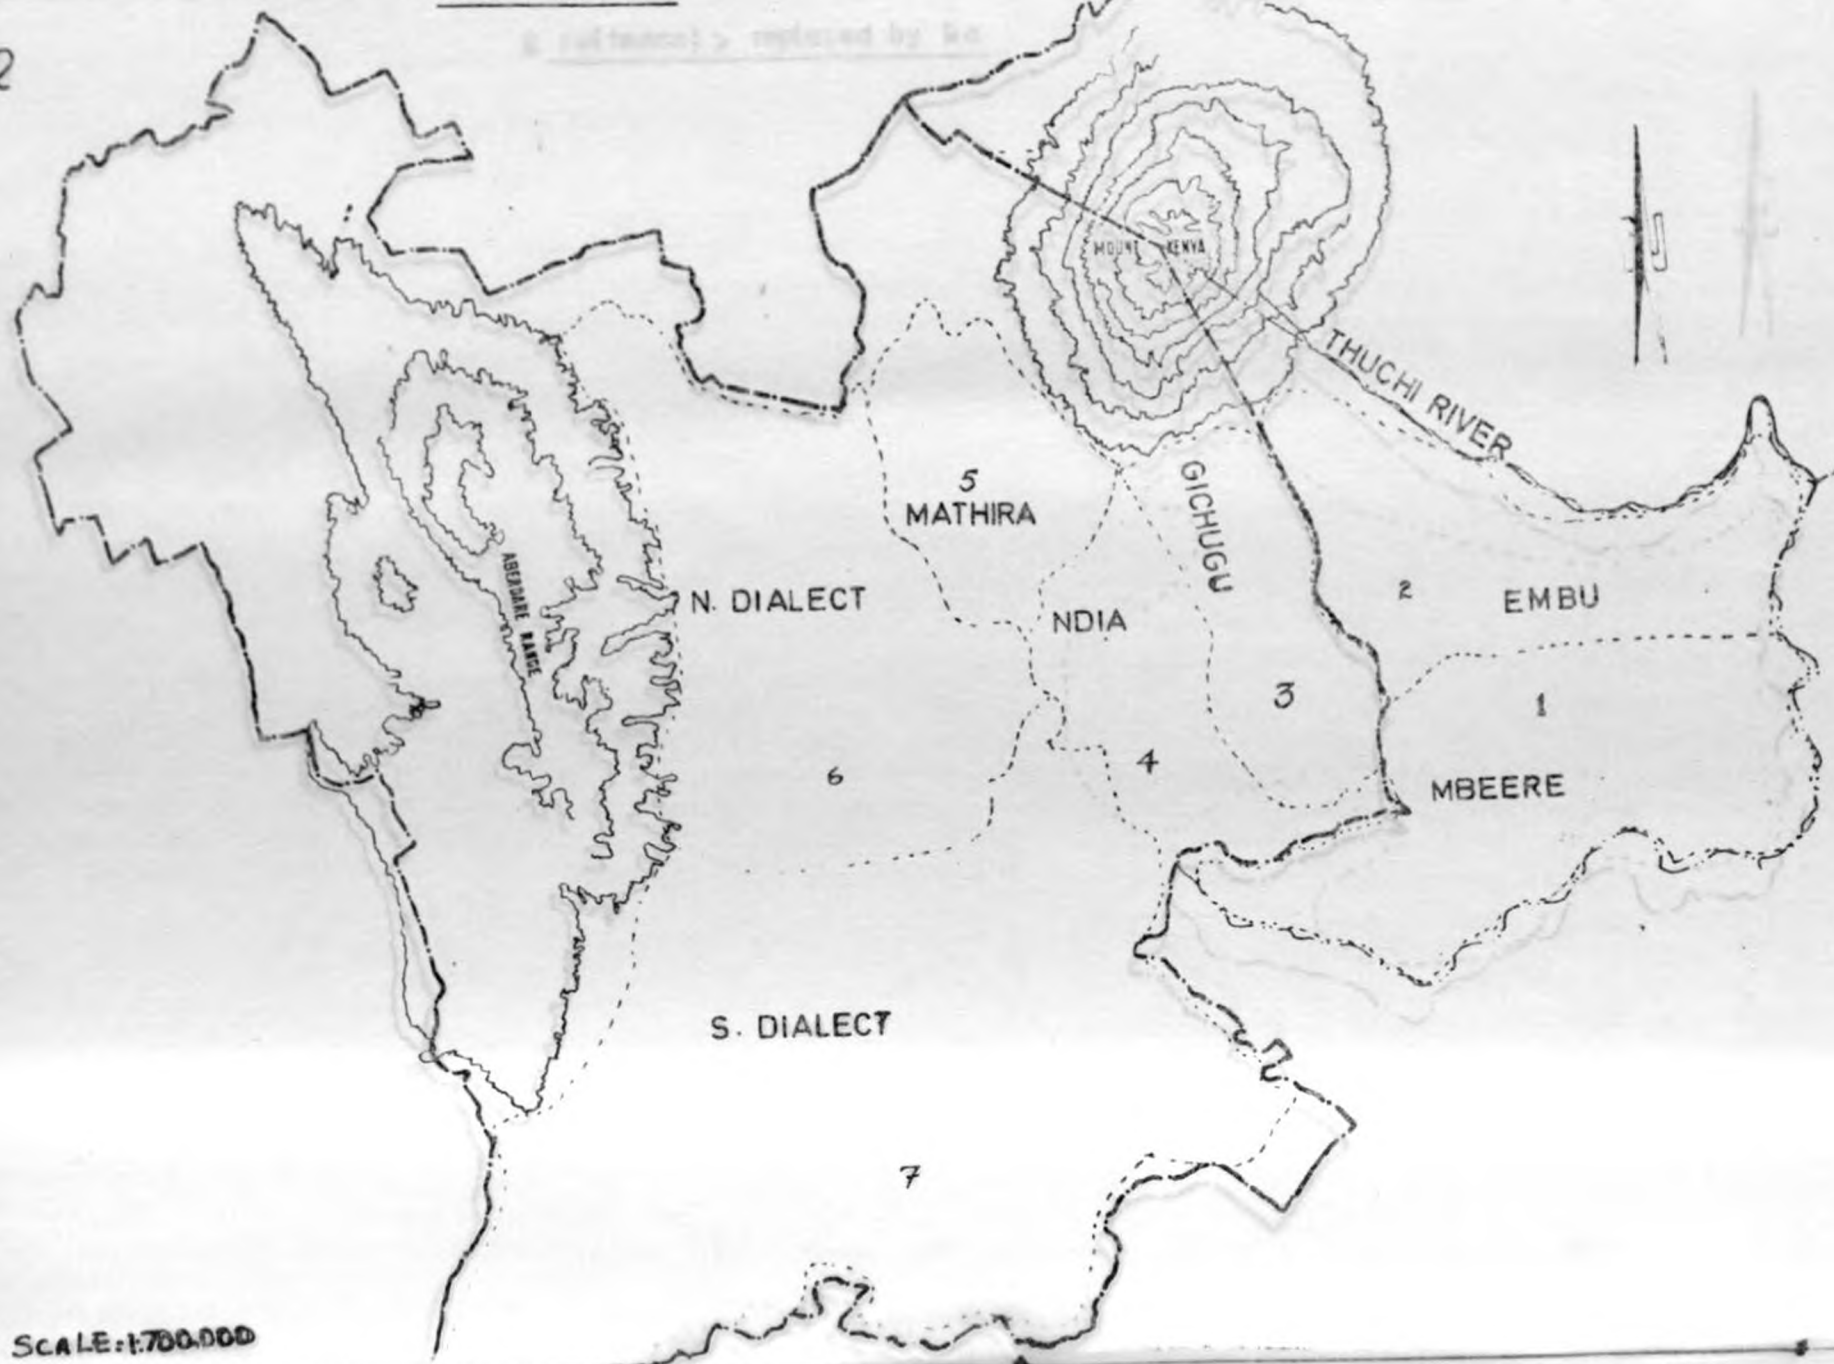 2
MOUNT KENYA
THUCHI RIVER
5
MATHIRA
GICHUGU
ABERDARE RANGE
N. DIALECT
NDIA
2
EMBU
3
1
6
4
MBEERE
S. DIALECT
7
SCALE:1:700,000